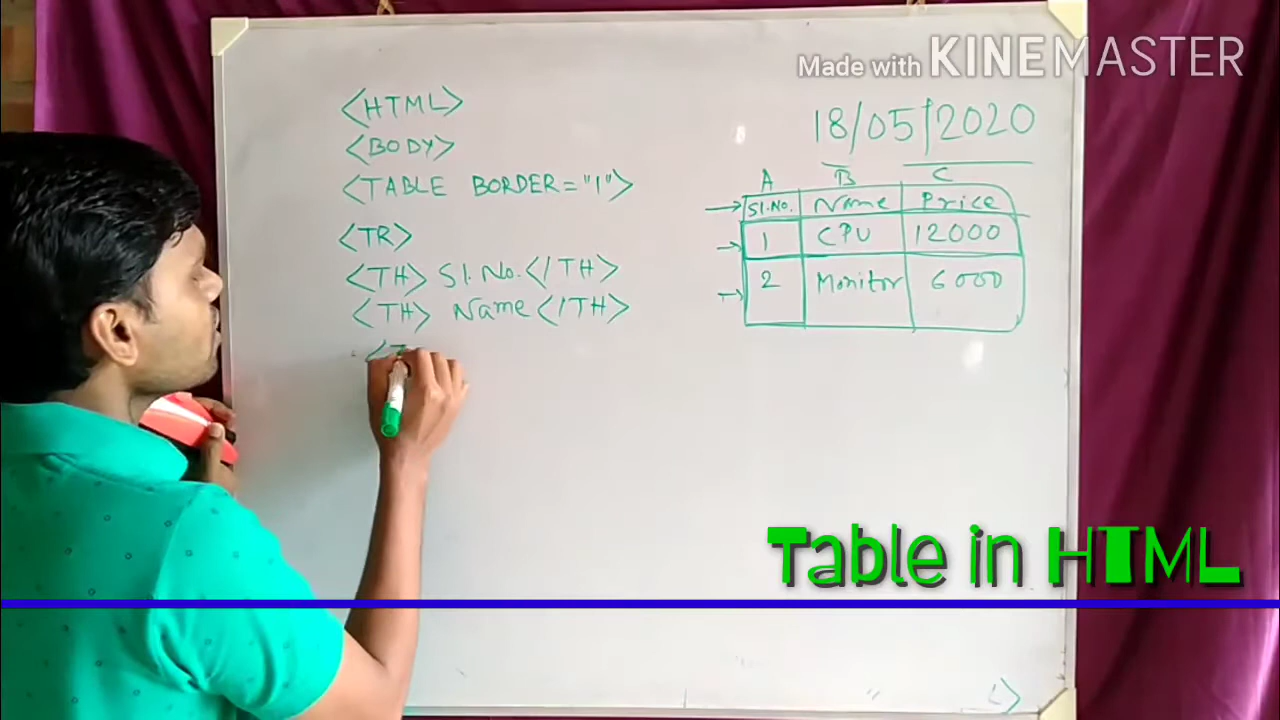 Made with KINEMASTER
<HTML>
<BODY>
<TABLE BORDER="1">
<TR>
<TH> Sl.No.</TH>
<TH> Name</TH>
<T
18/05/2020
A B C
Sl.No. Name Price
1 CPU 12000
2 Monitor 6000
Table in HTML